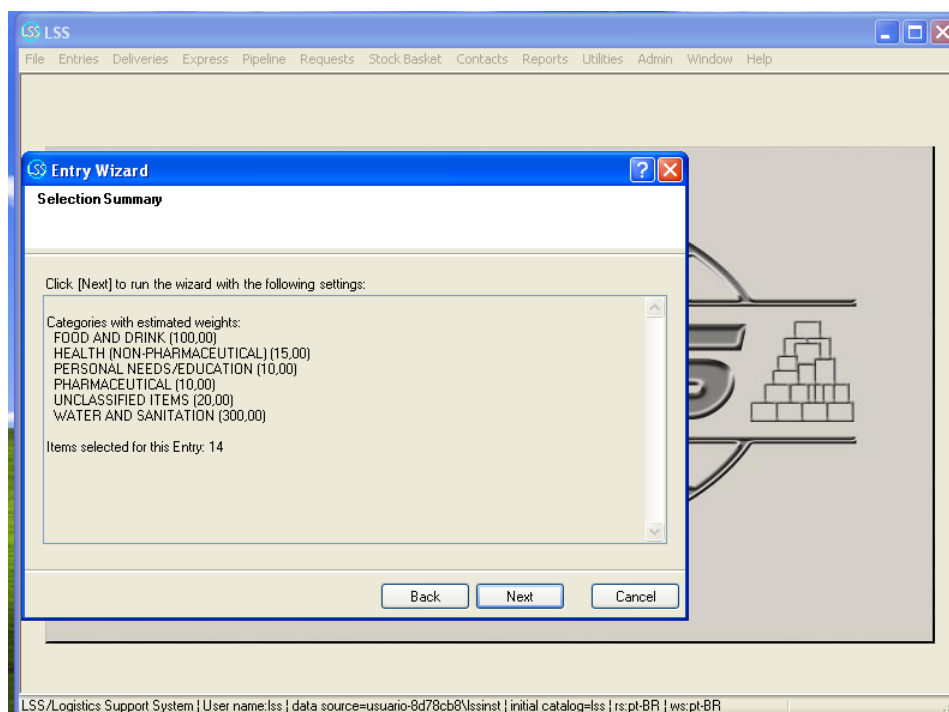 LSS LSS
File Entries Deliveries Express Pipeline Requests Stock Basket Contacts Reports Utilities Admin Window Help
LSS Entry Wizard
Selection Summary
Click [Next] to run the wizard with the following settings:
Categories with estimated weights:
FOOD AND DRINK (100,00)
HEALTH (NON-PHARMACEUTICAL) (15,00)
PERSONAL NEEDS/EDUCATION (10,00)
PHARMACEUTICAL (10,00)
UNCLASSIFIED ITEMS (20,00)
WATER AND SANITATION (300,00)
Items selected for this Entry: 14
Back Next Cancel
LSS/Logistics Support System | User name:lss | data source=usuario-8d78cb8\lssinst | initial catalog=lss | rs:pt-BR | ws:pt-BR